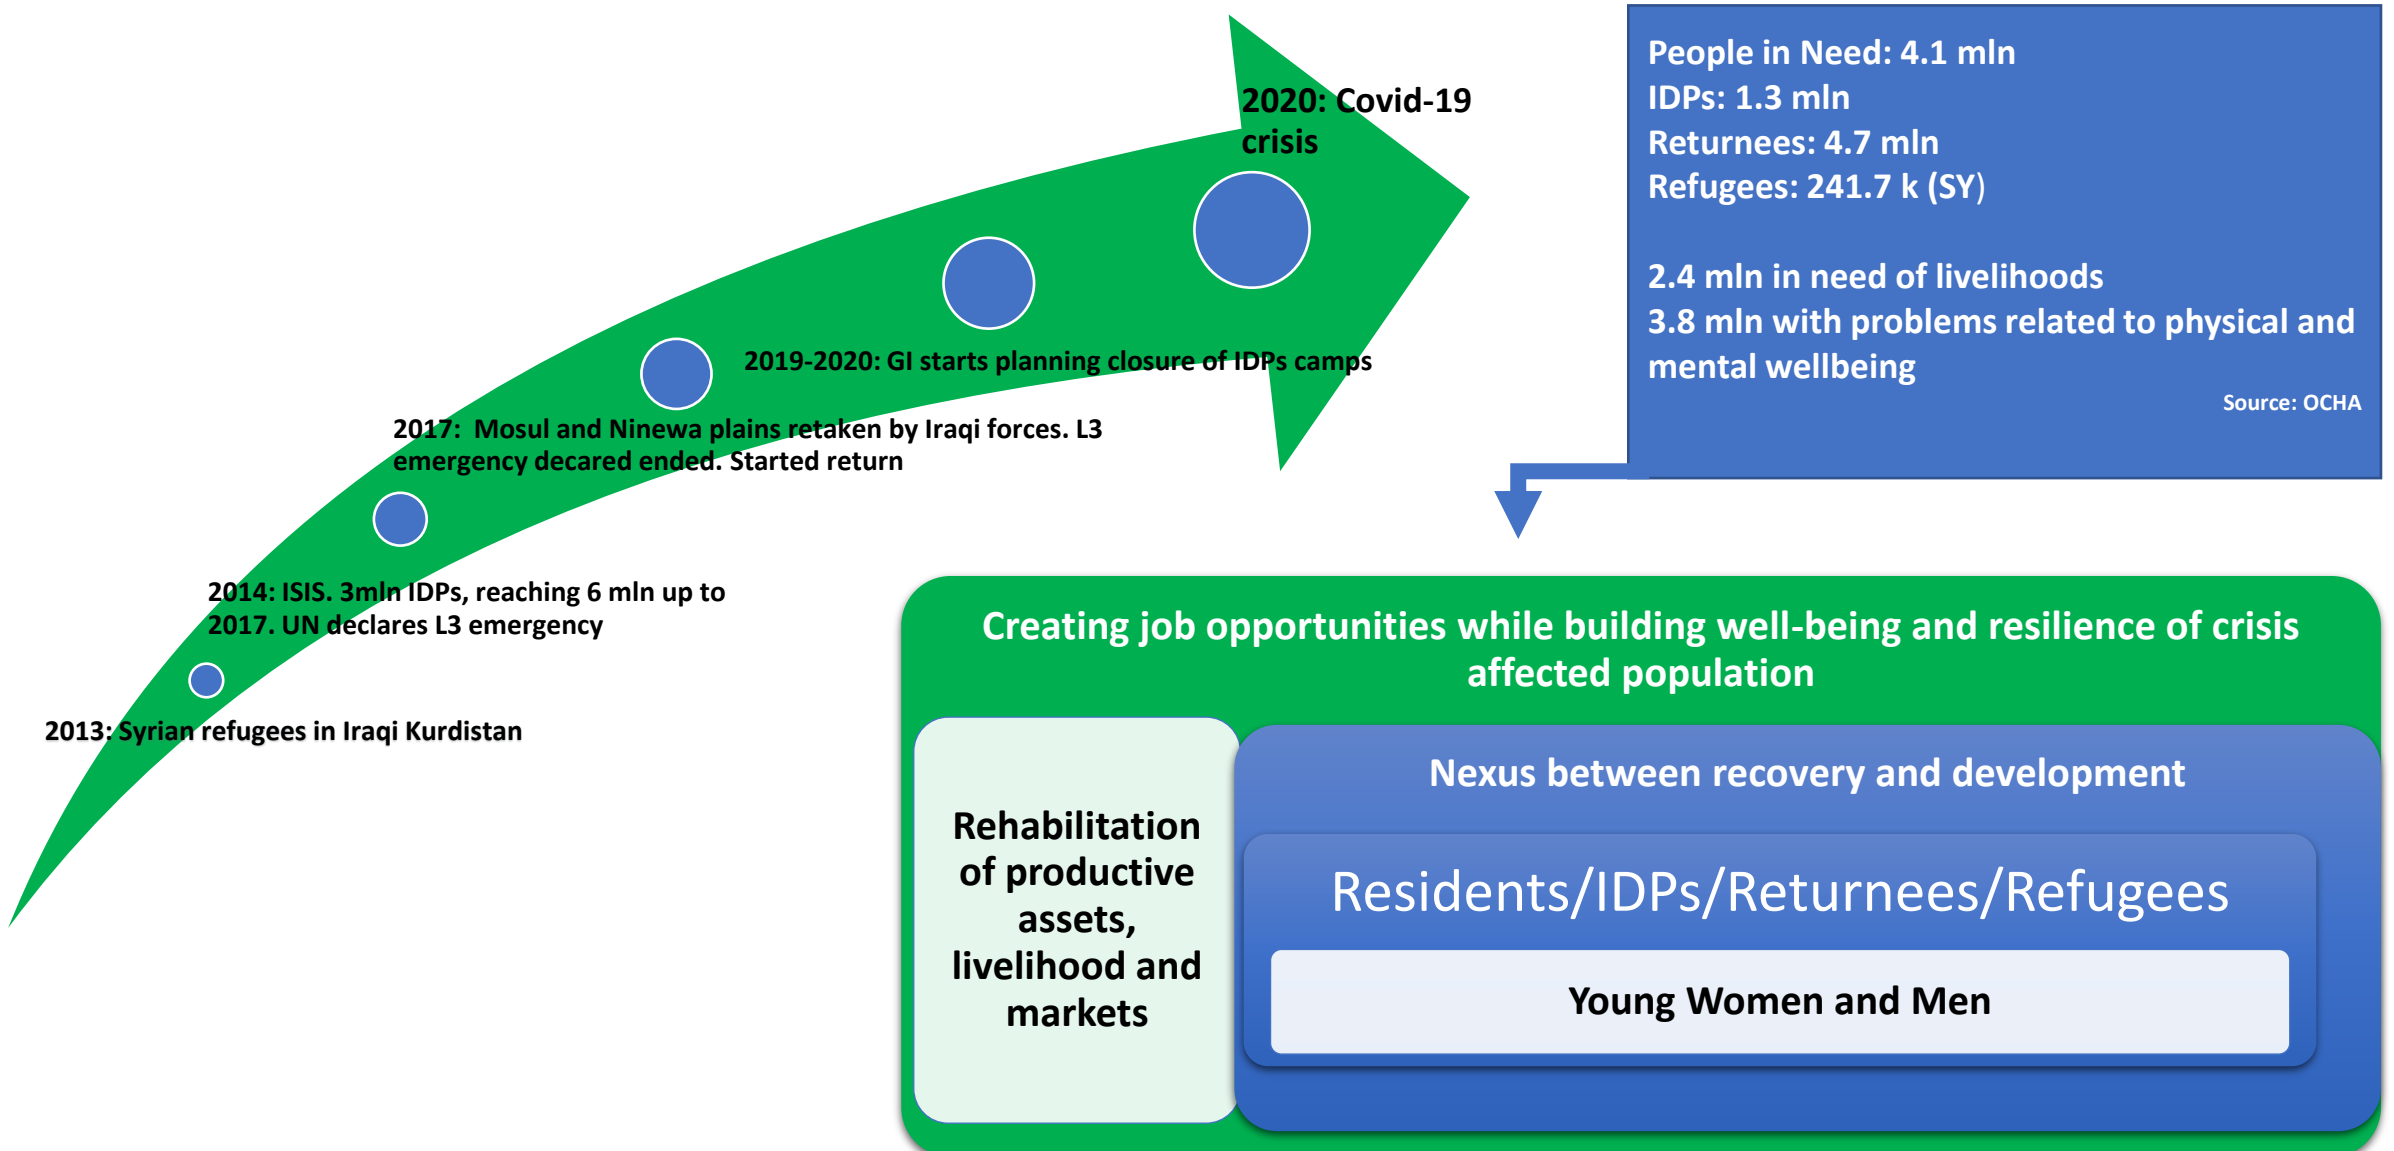 2020: Covid-19
crisis
2019-2020: GI starts planning closure of IDPs camps
2017:  Mosul and Ninewa plains retaken by Iraqi forces. L3
emergency decared ended. Started return
2014: ISIS. 3mln IDPs, reaching 6 mln up to
2017. UN declares L3 emergency
2013: Syrian refugees in Iraqi Kurdistan
People in Need: 4.1 mln
IDPs: 1.3 mln
Returnees: 4.7 mln
Refugees: 241.7 k (SY)
2.4 mln in need of livelihoods
3.8 mln with problems related to physical and
mental wellbeing
Source: OCHA
Creating job opportunities while building well-being and resilience of crisis
affected population
Rehabilitation
of productive
assets,
livelihood and
markets
Nexus between recovery and development
Residents/IDPs/Returnees/Refugees
Young Women and Men